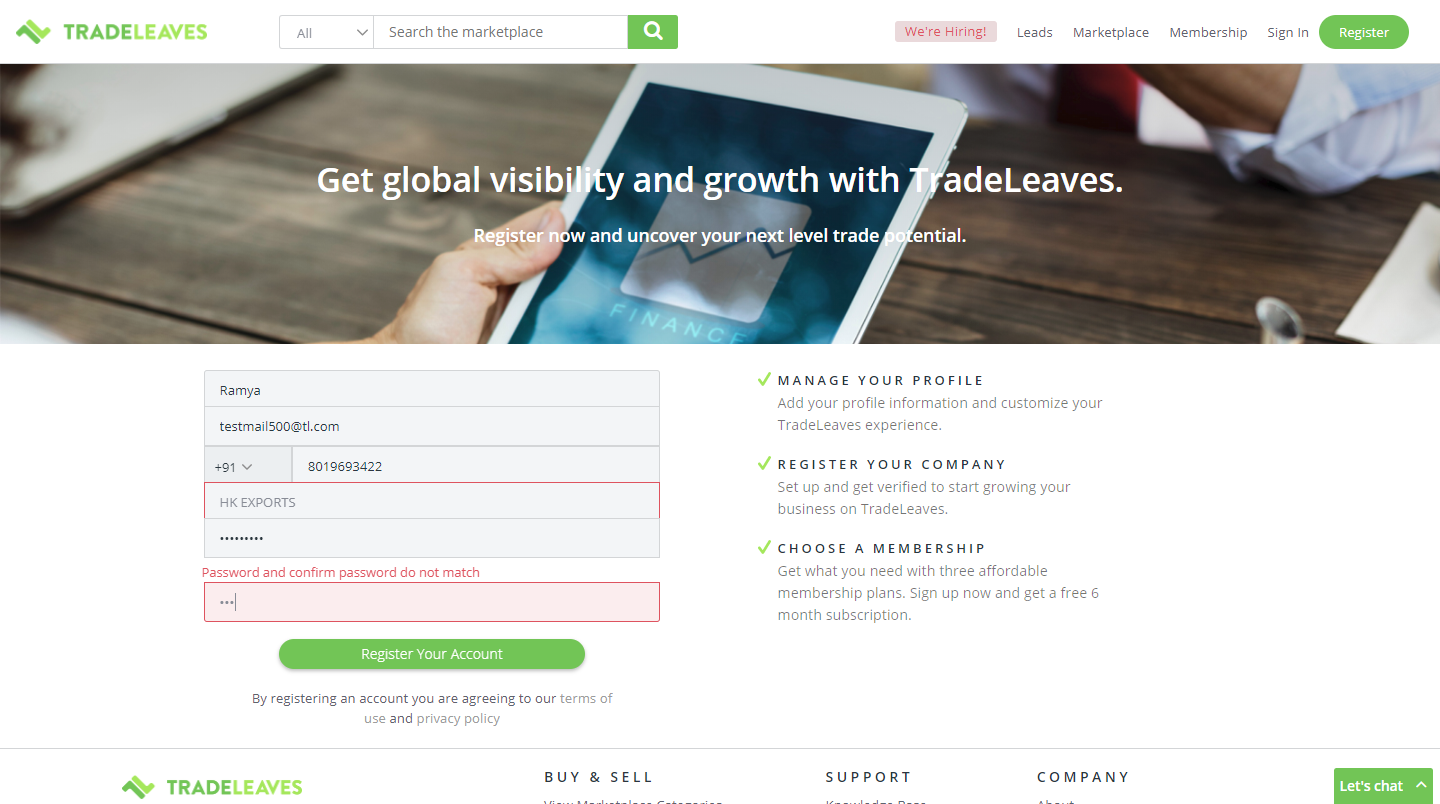 TRADELEAVES
All
Search the marketplace
We're Hiring!
Leads
Marketplace
Membership
Sign In
Register
Get global visibility and growth with TradeLeaves.
Register now and uncover your next level trade potential.
FINANCE
Ramya
testmail500@tl.com
+91
8019693422
HK EXPORTS
•••••••••
Password and confirm password do not match
•••
Register Your Account
By registering an account you are agreeing to our terms of
use and privacy policy
MANAGE YOUR PROFILE
Add your profile information and customize your
TradeLeaves experience.
REGISTER YOUR COMPANY
Set up and get verified to start growing your
business on TradeLeaves.
CHOOSE A MEMBERSHIP
Get what you need with three affordable
membership plans. Sign up now and get a free 6
month subscription.
TRADELEAVES
BUY & SELL
View Marketplace Categories
SUPPORT
Knowledge Base
COMPANY
About
Let's chat